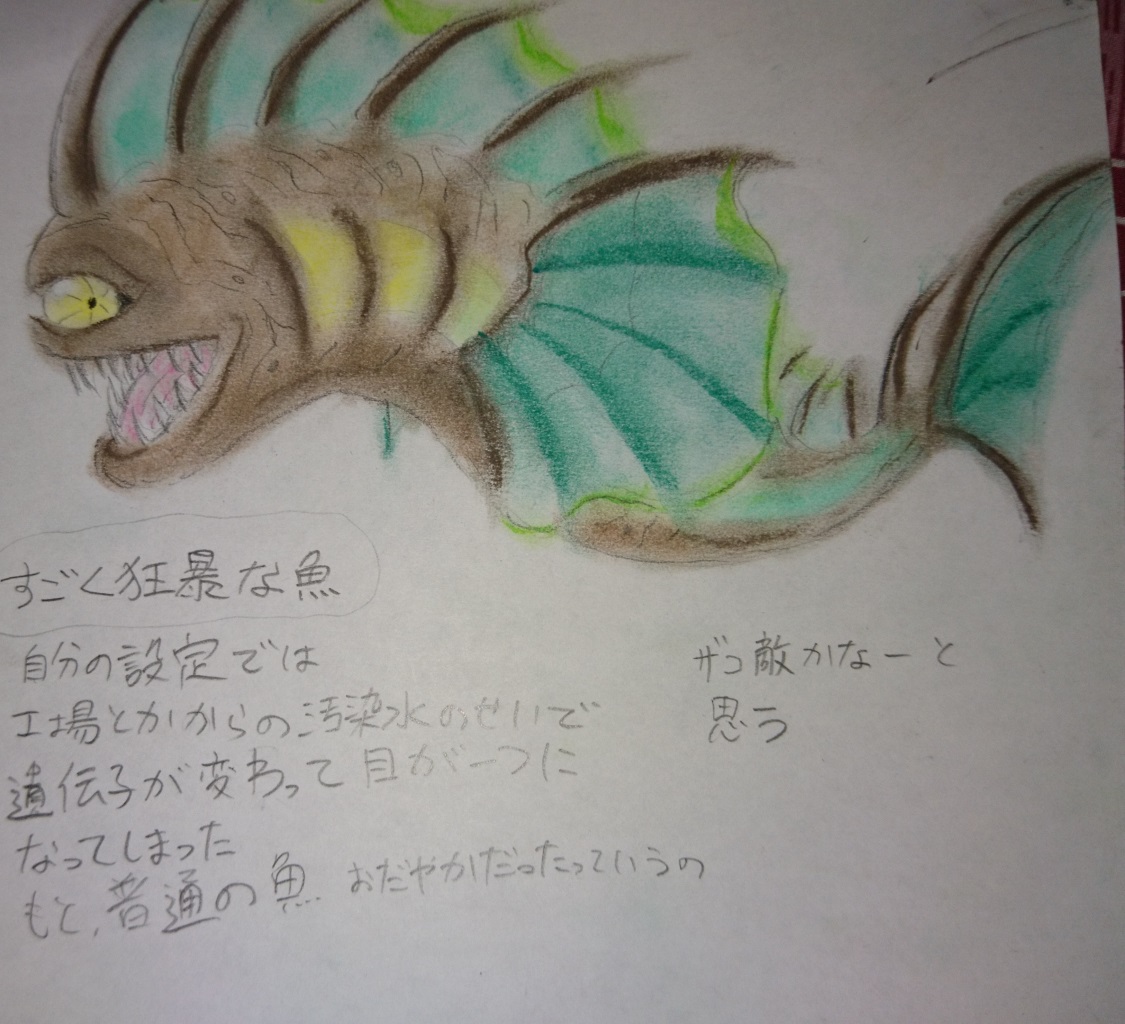 すごく狂暴な魚
自分の設定では
工場とかからの汚染水のせいで
遺伝子が変わって目が一つに
なってしまった
もと、普通の魚 おだやかだったっていうの
ザコ敵かなーと
思う